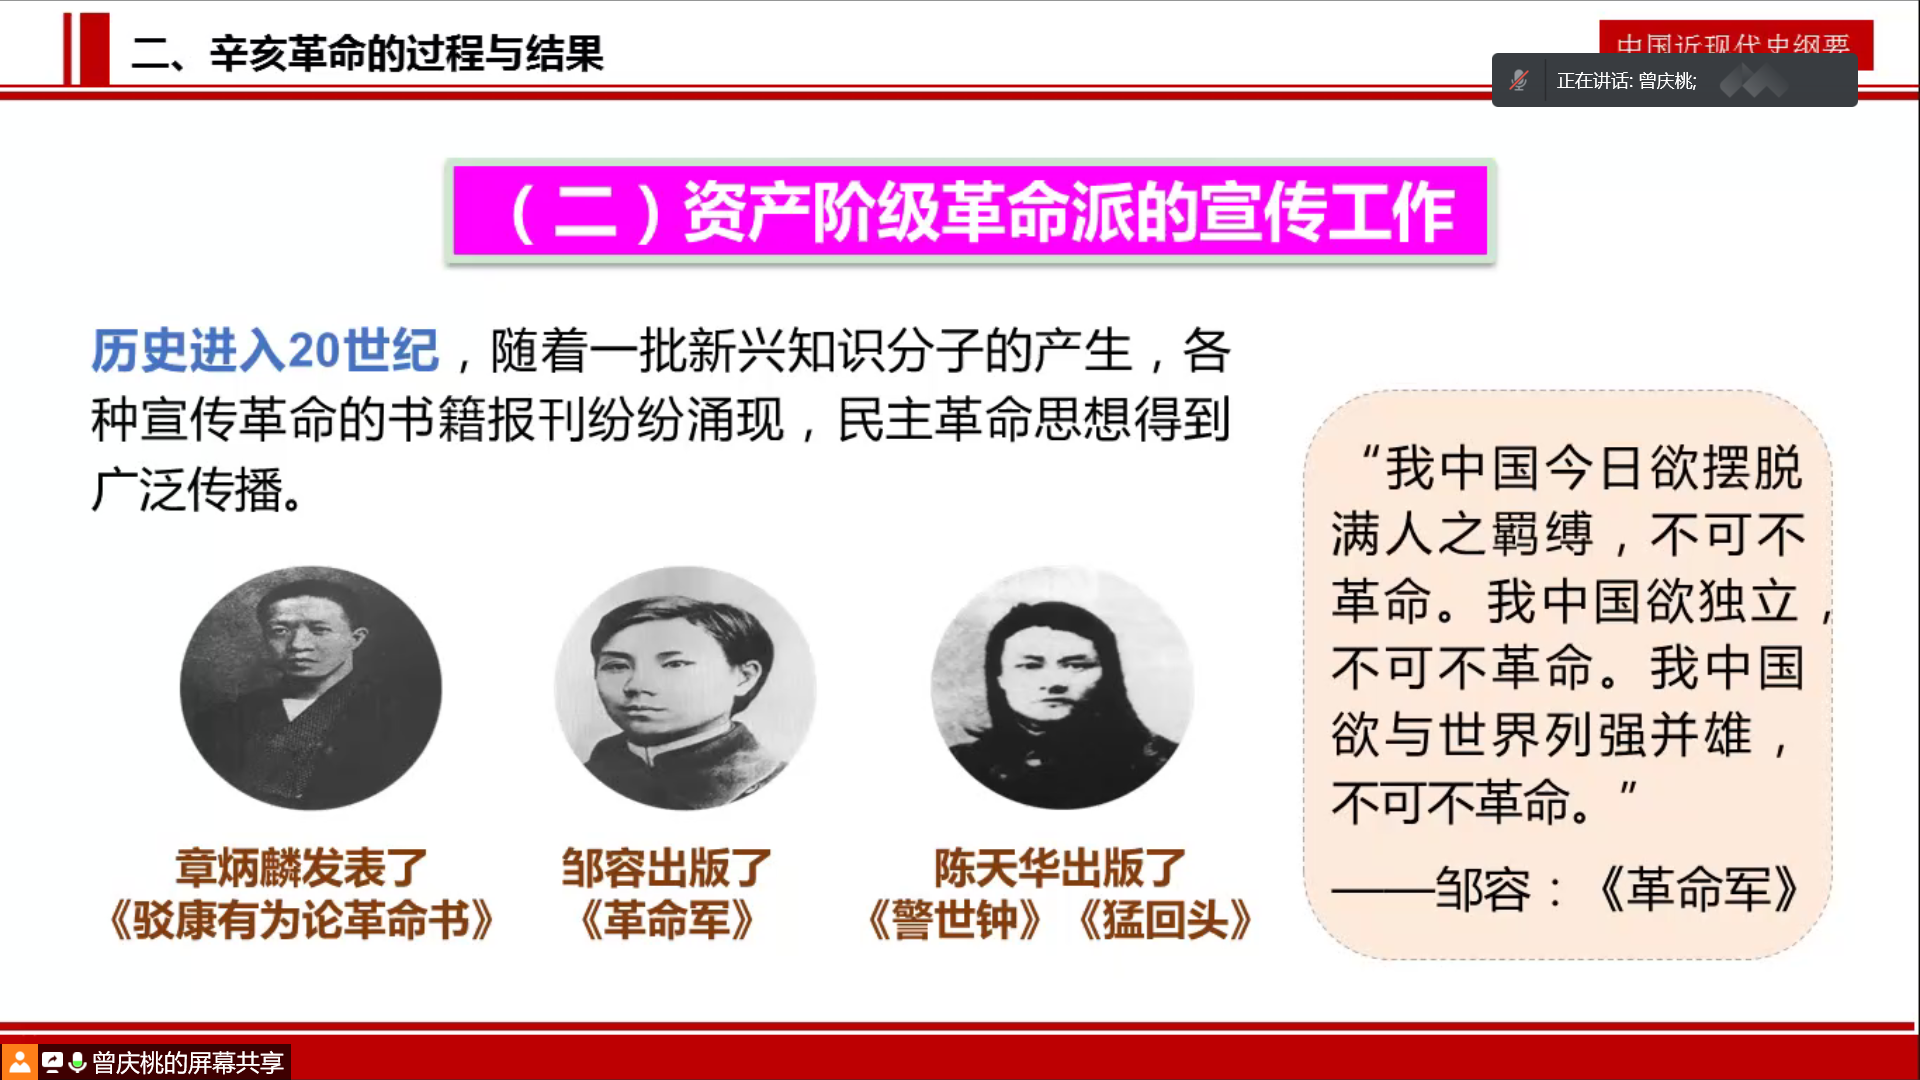 二、辛亥革命的过程与结果
中国近现代史纲要
正在讲话: 曾庆桃;
（二）资产阶级革命派的宣传工作
历史进入20世纪，随着一批新兴知识分子的产生，各
种宣传革命的书籍报刊纷纷涌现，民主革命思想得到
广泛传播。
章炳麟发表了
《驳康有为论革命书》
邹容出版了
《革命军》
陈天华出版了
《警世钟》《猛回头》
“我中国今日欲摆脱
满人之羁缚，不可不
革命。我中国欲独立，
不可不革命。我中国
欲与世界列强并雄，
不可不革命。”
——邹容：《革命军》
曾庆桃的屏幕共享